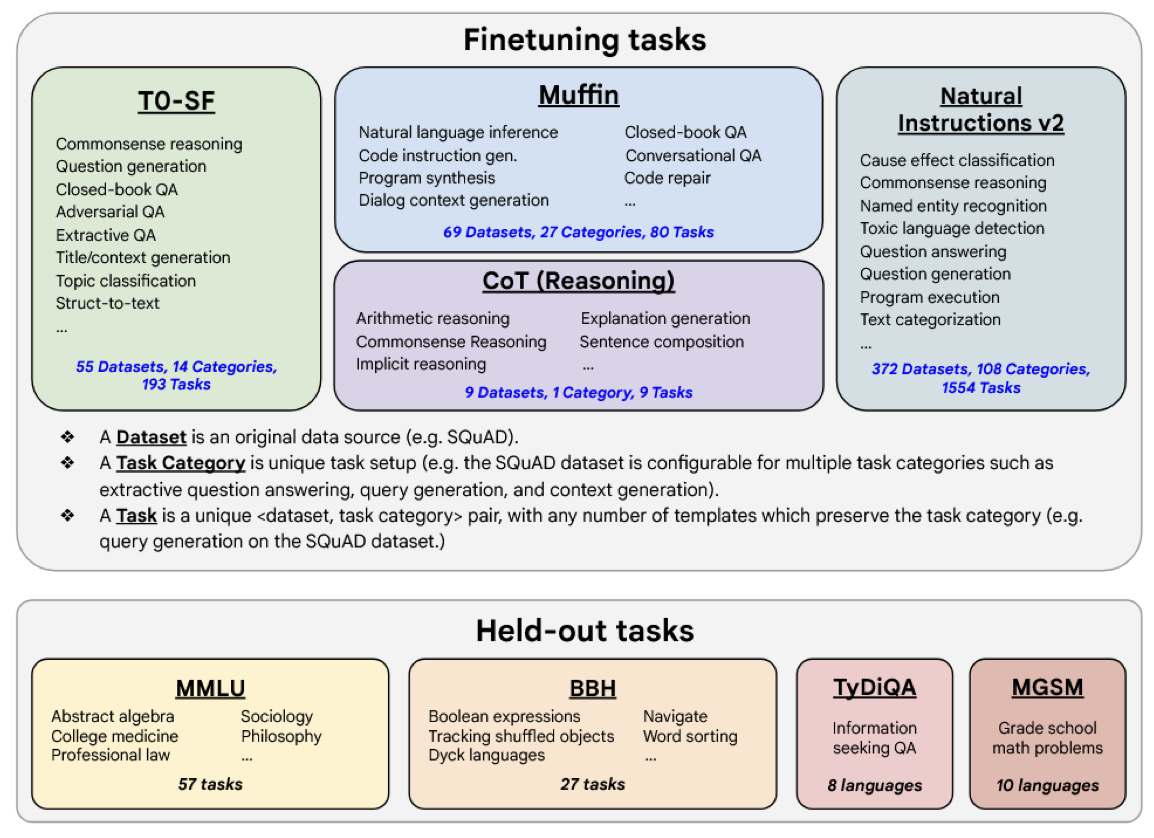 Finetuning tasks
T0-SF
Commonsense reasoning
Question generation
Closed-book QA
Adversarial QA
Extractive QA
Title/context generation
Topic classification
Struct-to-text
...
55 Datasets, 14 Categories,
193 Tasks
Muffin
Natural language inference
Code instruction gen.
Program synthesis
Dialog context generation
Closed-book QA
Conversational QA
Code repair
...
69 Datasets, 27 Categories, 80 Tasks
CoT (Reasoning)
Arithmetic reasoning
Commonsense Reasoning
Implicit reasoning
Explanation generation
Sentence composition
...
9 Datasets, 1 Category, 9 Tasks
Natural
Instructions v2
Cause effect classification
Commonsense reasoning
Named entity recognition
Toxic language detection
Question answering
Question generation
Program execution
Text categorization
...
372 Datasets, 108 Categories,
1554 Tasks
❖ A Dataset is an original data source (e.g. SQuAD).
❖ A Task Category is unique task setup (e.g. the SQuAD dataset is configurable for multiple task categories such as
extractive question answering, query generation, and context generation).
❖ A Task is a unique <dataset, task category> pair, with any number of templates which preserve the task category (e.g.
query generation on the SQuAD dataset.)
Held-out tasks
MMLU
Abstract algebra
College medicine
Professional law
Sociology
Philosophy
...
57 tasks
BBH
Boolean expressions
Tracking shuffled objects
Dyck languages
Navigate
Word sorting
...
27 tasks
TyDiQA
Information
seeking QA
8 languages
MGSM
Grade school
math problems
10 languages